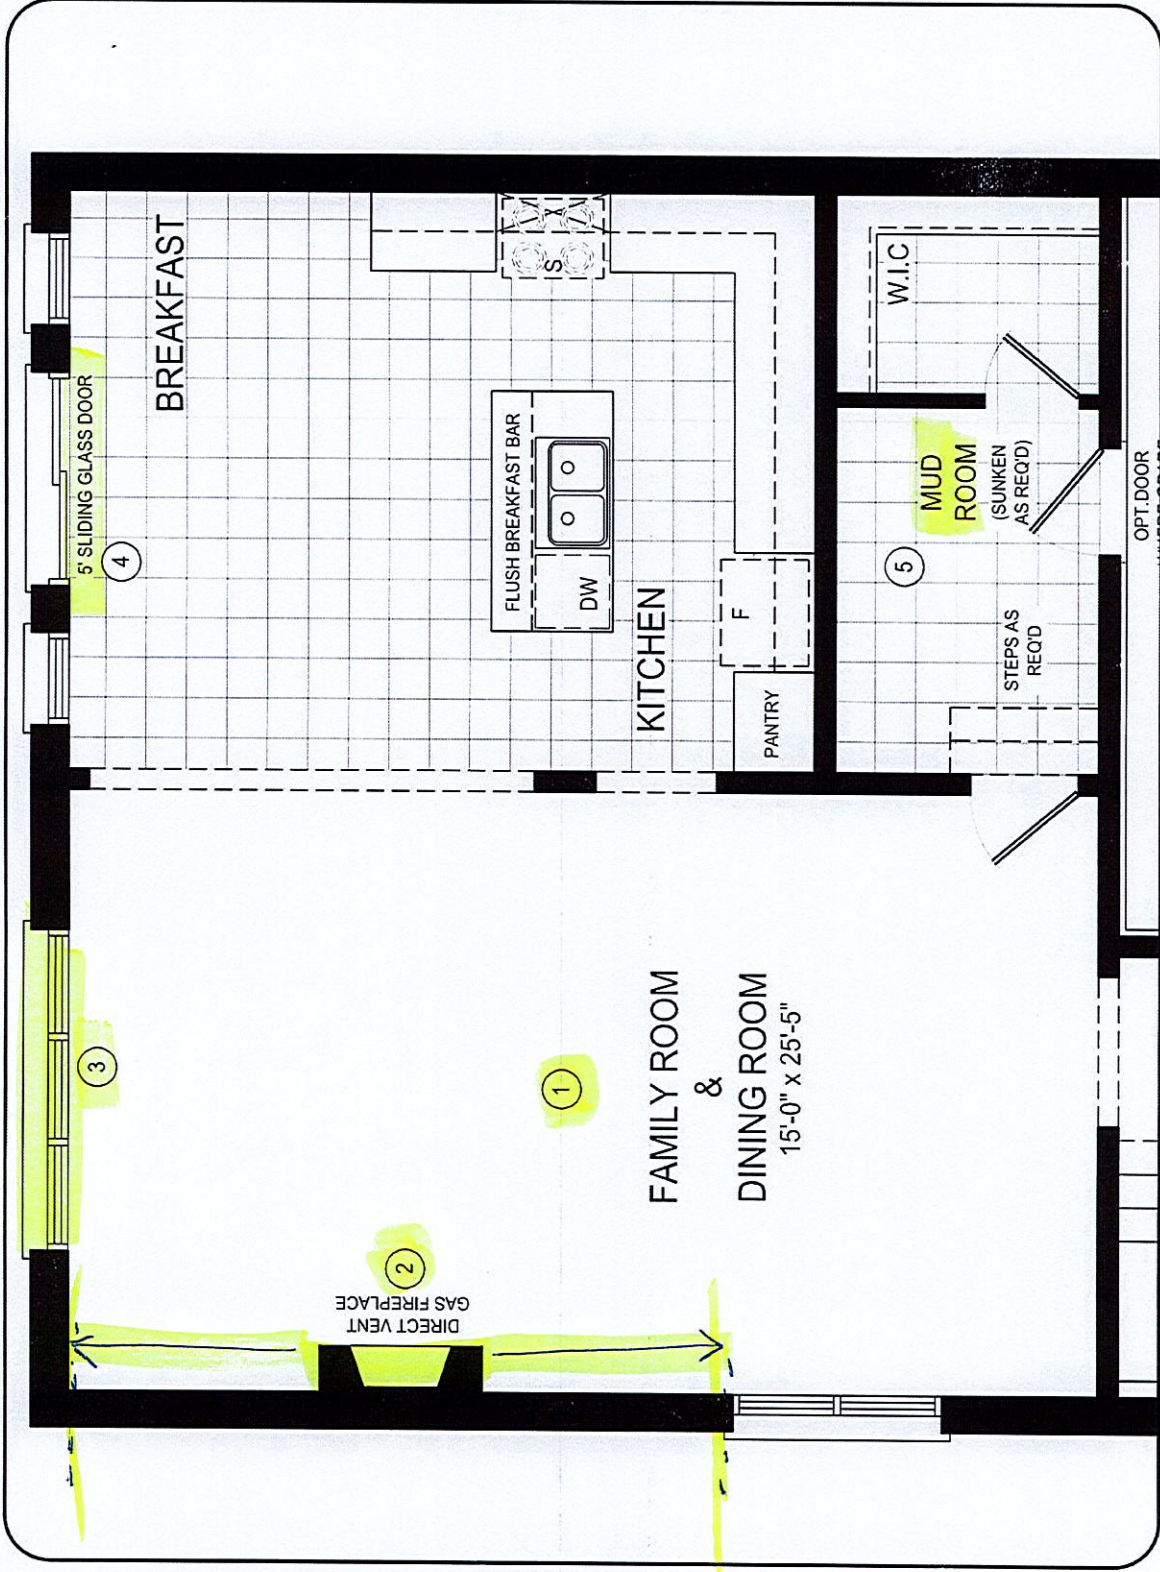 5' SLIDING GLASS DOOR
4
BREAKFAST
S
W.I.C
FLUSH BREAKFAST BAR
DW
KITCHEN
F
PANTRY
MUD
ROOM
(SUNKEN
AS REQ'D)
5
STEPS AS
REQ'D
OPT.DOOR
3
1
FAMILY ROOM
&
DINING ROOM
15'-0" x 25'-5"
2
DIRECT VENT
GAS FIREPLACE